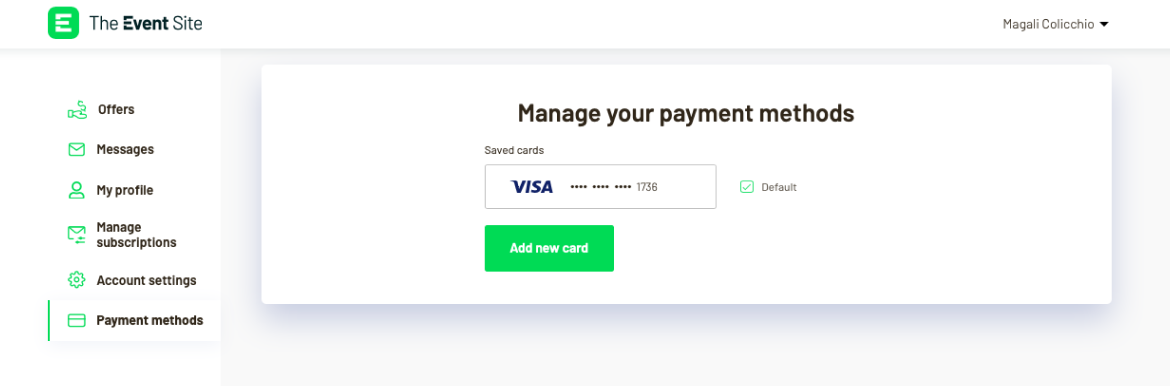 The Event Site
Magali Colicchio
Offers
Messages
My profile
Manage
subscriptions
Account settings
Payment methods
Manage your payment methods
Saved cards
VISA •••• •••• •••• 1736
Default
Add new card